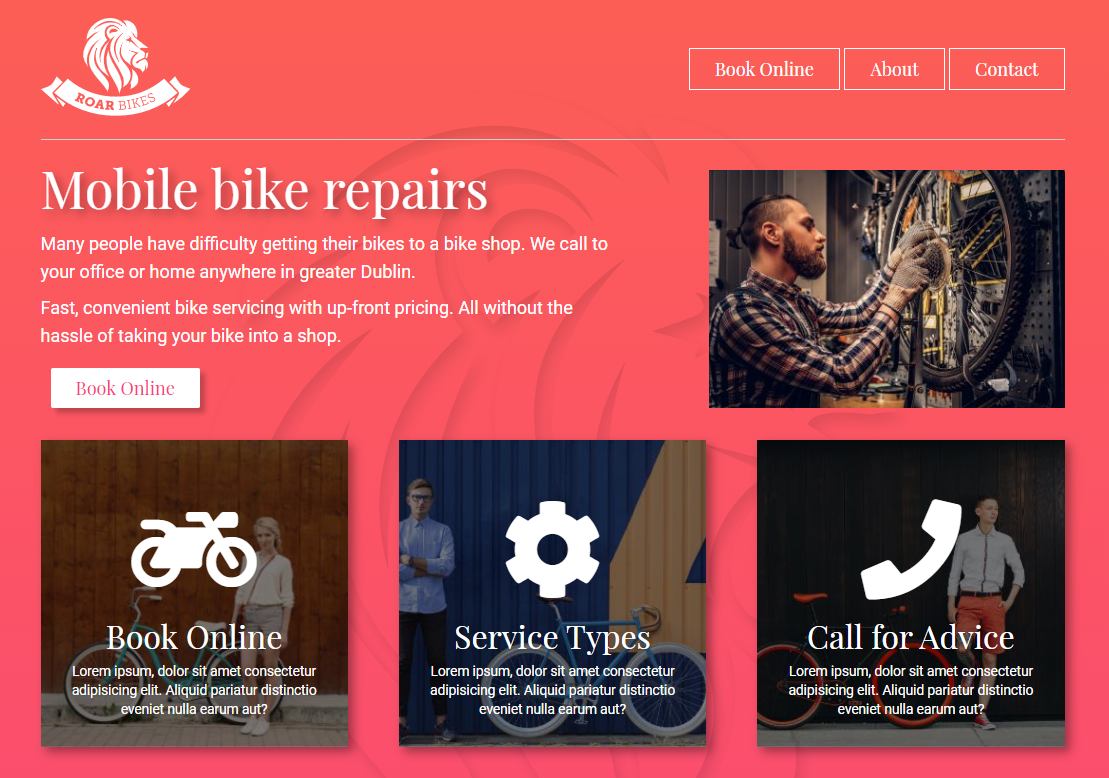 ROAR BIKES
Book Online
About
Contact
Mobile bike repairs
Many people have difficulty getting their bikes to a bike shop. We call to
your office or home anywhere in greater Dublin.
Fast, convenient bike servicing with up-front pricing. All without the
hassle of taking your bike into a shop.
Book Online
Book Online
Lorem ipsum, dolor sit amet consectetur
adipisicing elit. Aliquid pariatur distinctio
eveniet nulla earum aut?
Service Types
Lorem ipsum, dolor sit amet consectetur
adipisicing elit. Aliquid pariatur distinctio
eveniet nulla earum aut?
Call for Advice
Lorem ipsum, dolor sit amet consectetur
adipisicing elit. Aliquid pariatur distinctio
eveniet nulla earum aut?